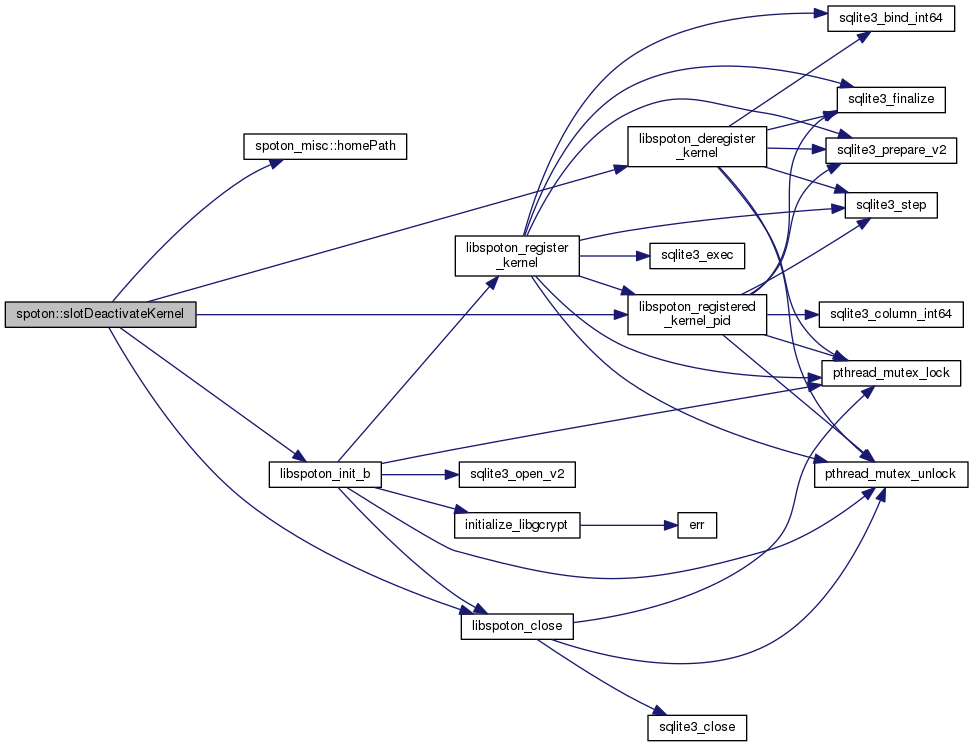 sqlite3_bind_int64
sqlite3_finalize
spoton_misc::homePath
libspoton_deregister
_kernel
sqlite3_prepare_v2
sqlite3_step
libspoton_register
_kernel
sqlite3_exec
spoton::slotDeactivateKernel
libspoton_registered
_kernel_pid
sqlite3_column_int64
pthread_mutex_lock
libspoton_init_b
sqlite3_open_v2
pthread_mutex_unlock
initialize_libgcrypt
err
libspoton_close
sqlite3_close